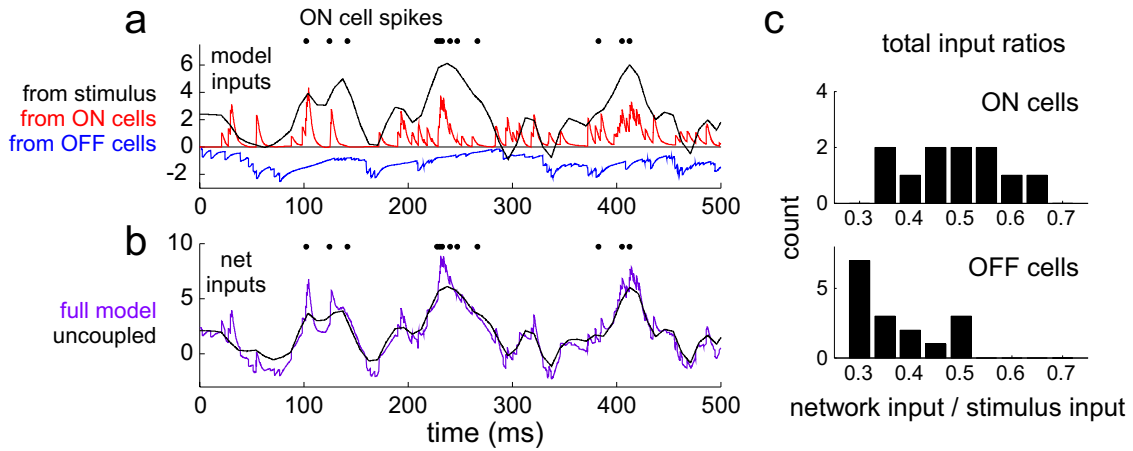 a
ON cell spikes
model
inputs
from stimulus
from ON cells
from OFF cells
6
4
2
0
-2
0 100 200 300 400 500
b
net
inputs
full model
uncoupled
10
5
0
0 100 200 300 400 500
time (ms)
c
total input ratios
ON cells
4
2
0
0.3 0.4 0.5 0.6 0.7
count
OFF cells
5
0
0.3 0.4 0.5 0.6 0.7
network input / stimulus input